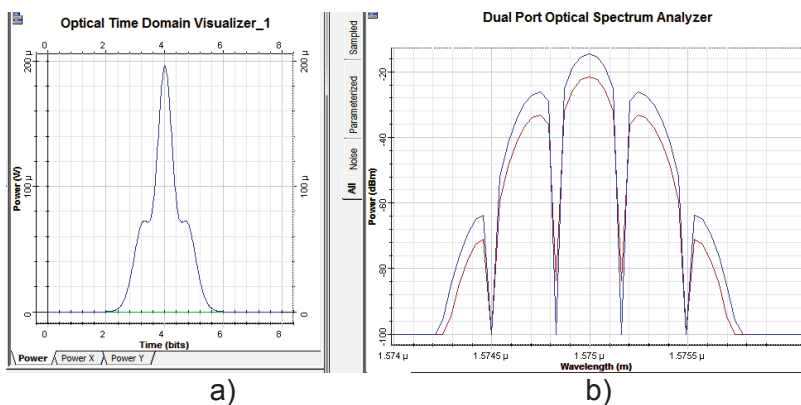 Optical Time Domain Visualizer_1
0 2 4 6 8
200 µ
100 µ
0
Power (W)
200 µ
100 µ
0
0 2 4 6 8
Time (bits)
Power Power X Power Y
Sampled
Parameterized
Noise
All
a)
Dual Port Optical Spectrum Analyzer
-20
-40
-60
-80
-100
Power (dBm)
1.574 µ 1.5745 µ 1.575 µ 1.5755 µ
Wavelength (m)
b)